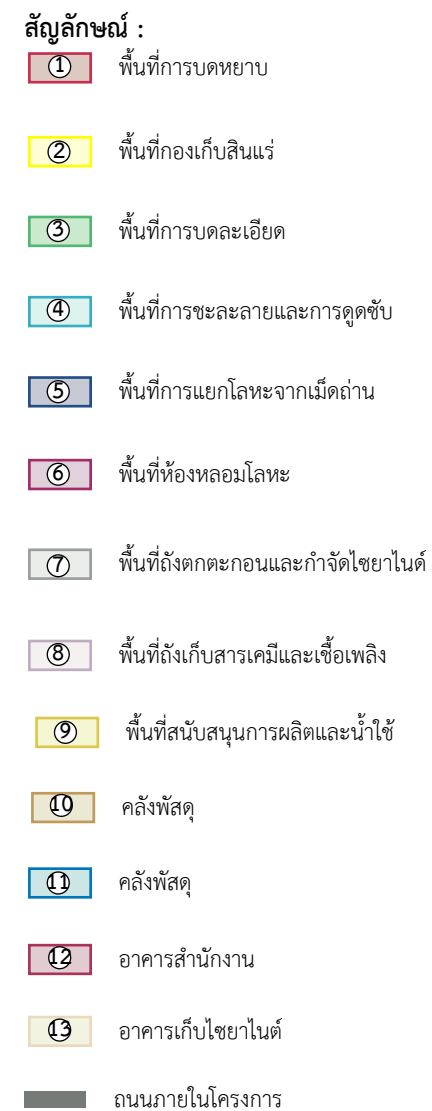 สัญลักษณ์ :
1 พื้นที่การบดหยาบ
2 พื้นที่กองเก็บสินแร่
3 พื้นที่การบดละเอียด
4 พื้นที่การชะละลายและการดูดซับ
5 พื้นที่การแยกโลหะจากเม็ดถ่าน
6 พื้นที่ห้องหลอมโลหะ
7 พื้นที่ถังตกตะกอนและกำจัดไซยาไนด์
8 พื้นที่ถังเก็บสารเคมีและเชื้อเพลิง
9 พื้นที่สนับสนุนการผลิตและน้ำใช้
10 คลังพัสดุ
11 คลังพัสดุ
12 อาคารสำนักงาน
13 อาคารเก็บไซยาไนต์
ถนนภายในโครงการ